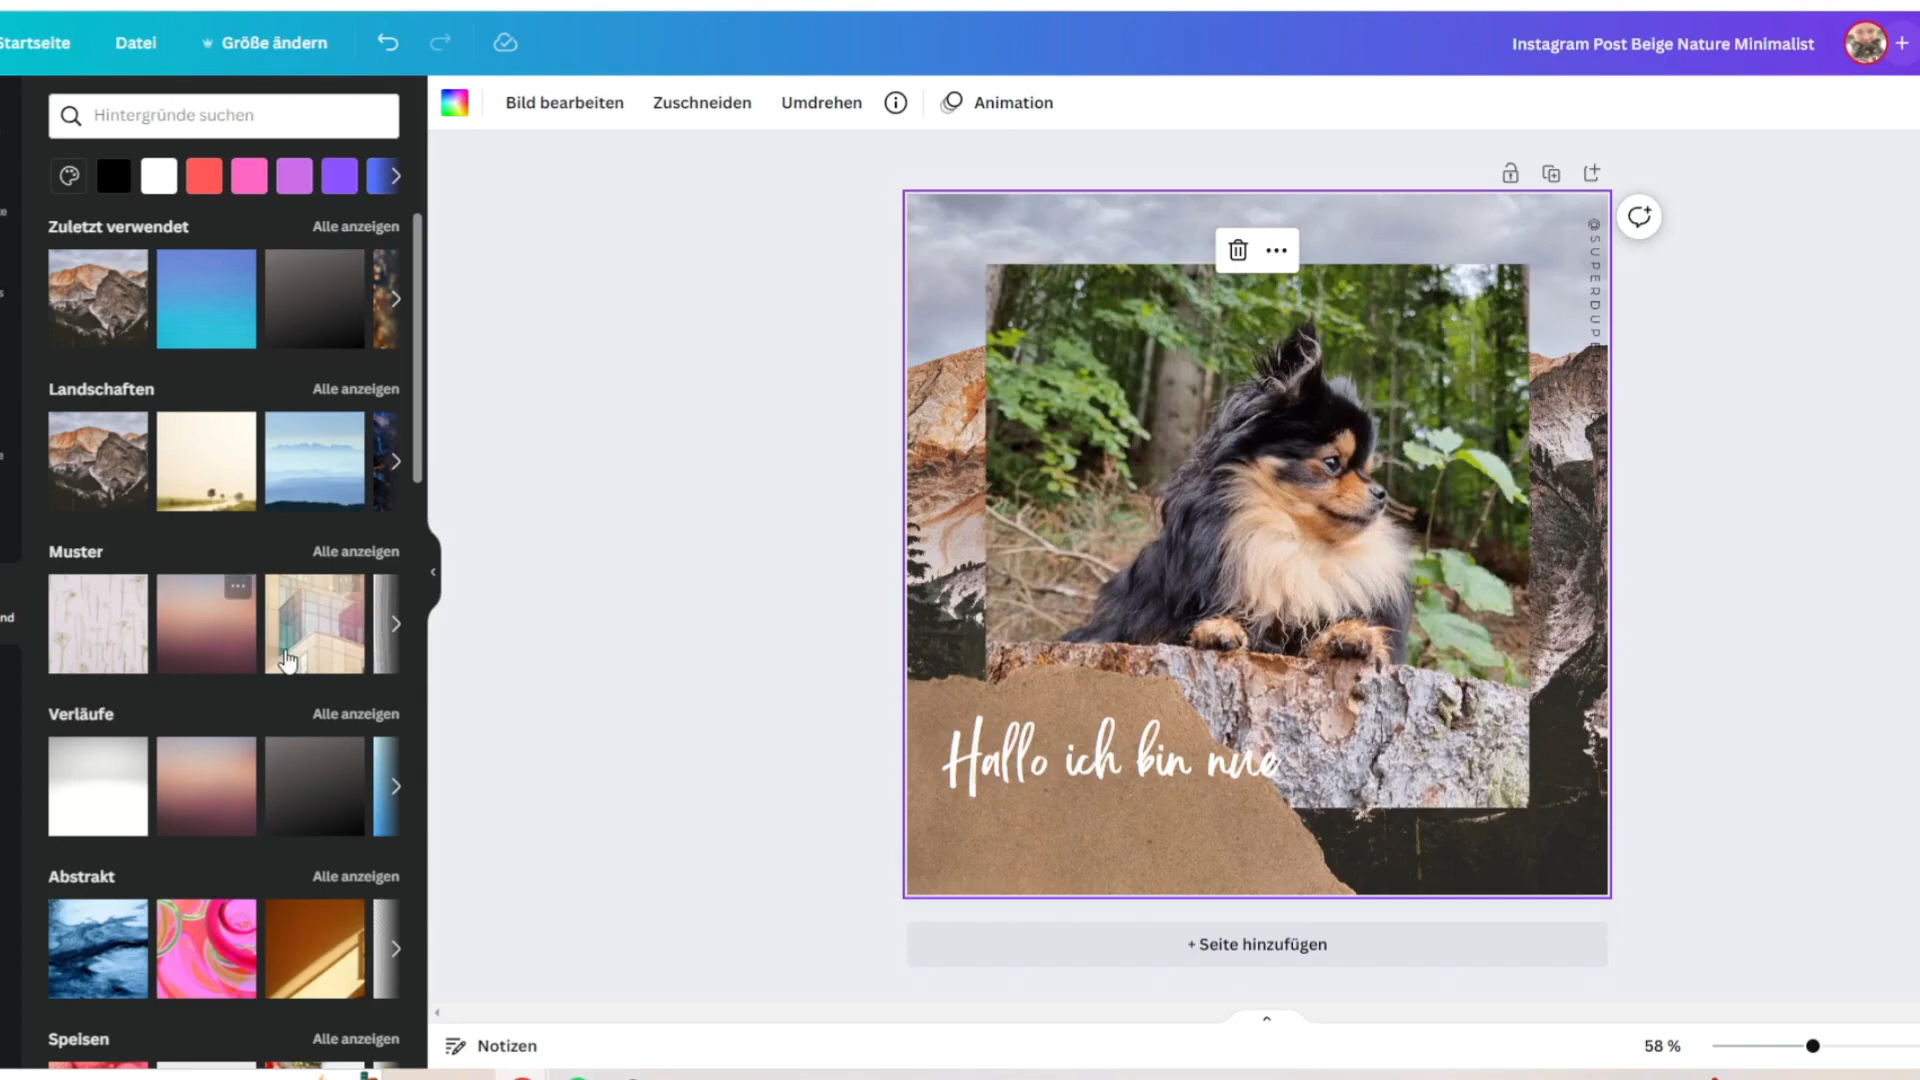 Startseite
Datei
Größe ändern
Instagram Post Beige Nature Minimalist
Hintergründe suchen
Bild bearbeiten
Zuschneiden
Umdrehen
Animation
Zuletzt verwendet
Alle anzeigen
Landschaften
Alle anzeigen
Muster
Alle anzeigen
nd
Verläufe
Alle anzeigen
Abstrakt
Alle anzeigen
Speisen
Alle anzeigen
@SUPERDUPER
Hallo ich bin nue
+ Seite hinzufügen
Notizen
58 %